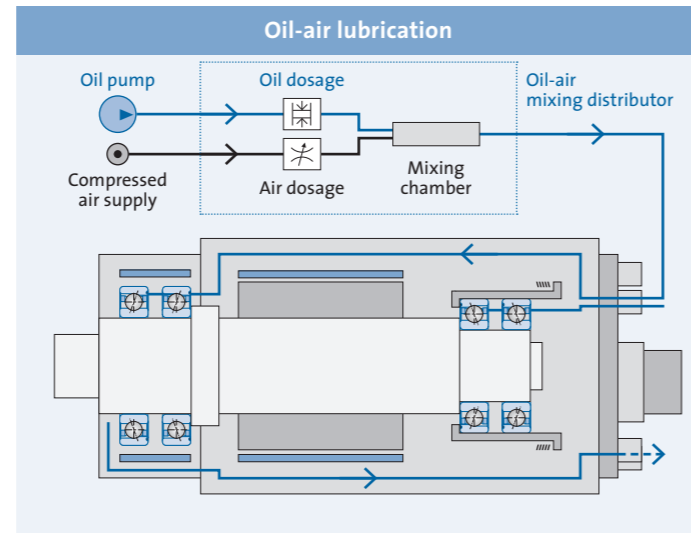 Oil-air lubrication
Oil pump
Oil dosage
Oil-air
mixing distributor
Compressed
air supply
Air dosage
Mixing
chamber